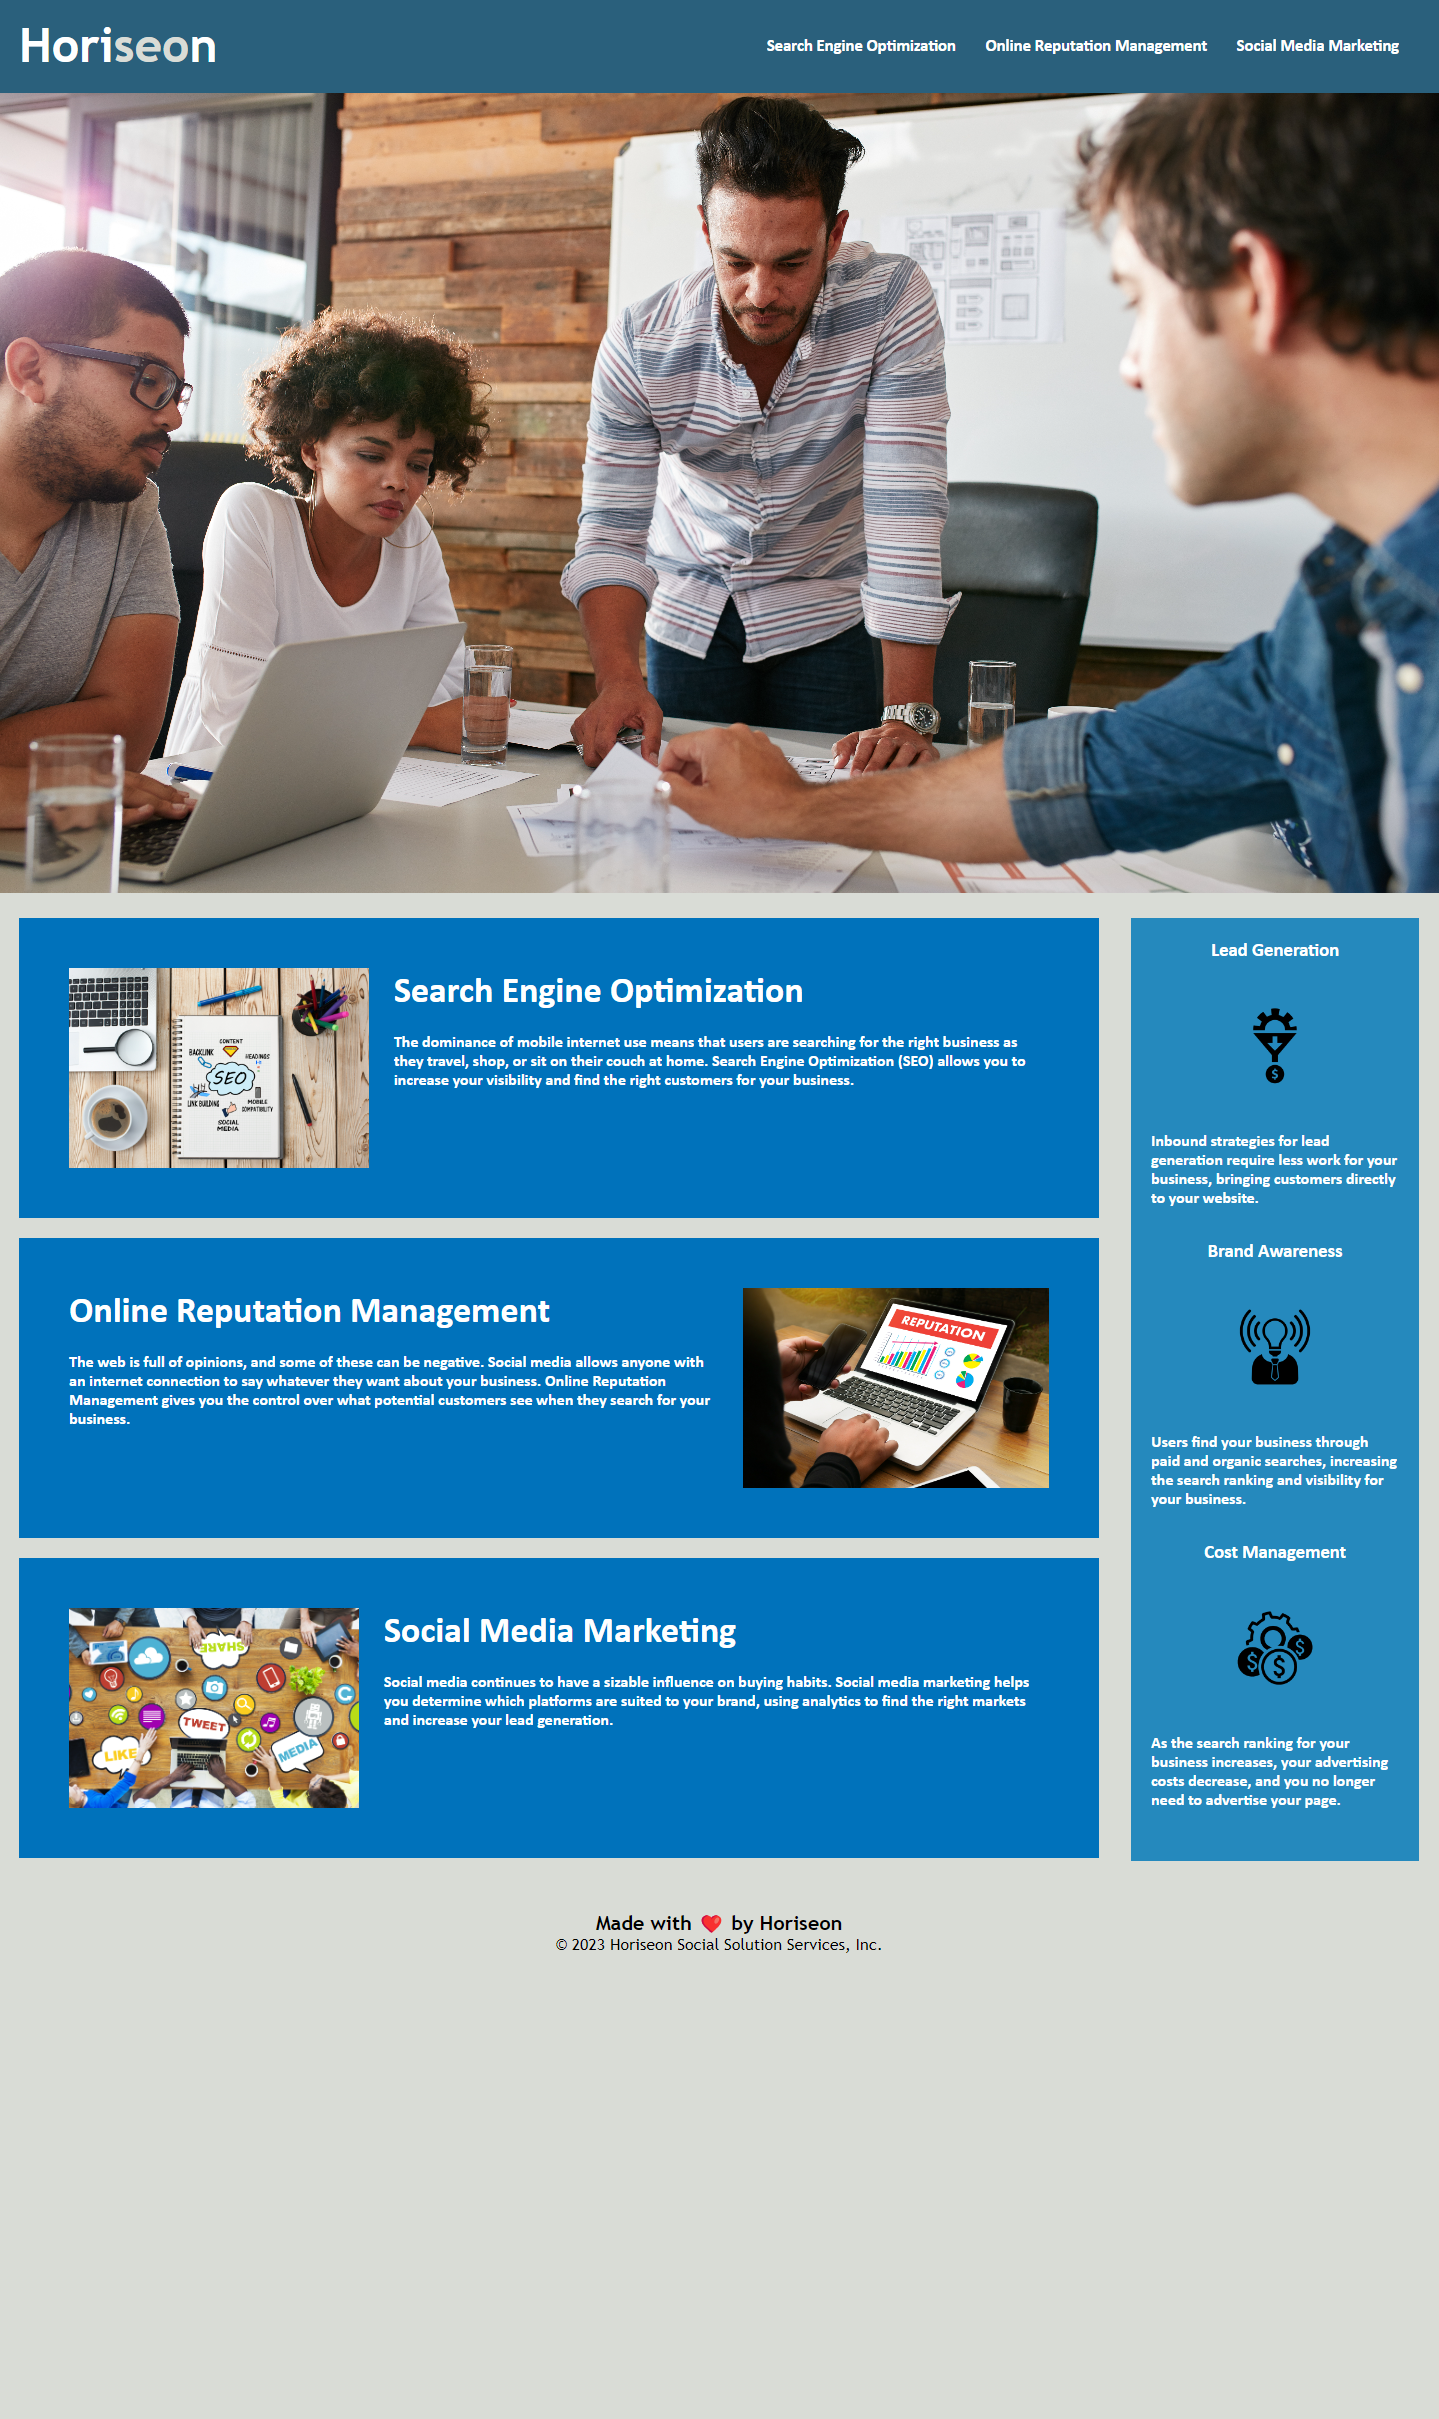 Horiseon
Search Engine Optimization
Online Reputation Management
Social Media Marketing
CONTENT
BACKLINK
HEADINGS
SEO
LINK BUILDING
MOBILE
COMPATIBILITY
SOCIAL
MEDIA
Search Engine Optimization
The dominance of mobile internet use means that users are searching for the right business as
they travel, shop, or sit on their couch at home. Search Engine Optimization (SEO) allows you to
increase your visibility and find the right customers for your business.
Online Reputation Management
The web is full of opinions, and some of these can be negative. Social media allows anyone with
an internet connection to say whatever they want about your business. Online Reputation
Management gives you the control over what potential customers see when they search for your
business.
REPUTATION
SHARE
TWEET
LIKE
MEDIA
Social Media Marketing
Social media continues to have a sizable influence on buying habits. Social media marketing helps
you determine which platforms are suited to your brand, using analytics to find the right markets
and increase your lead generation.
Lead Generation
$
Inbound strategies for lead
generation require less work for your
business, bringing customers directly
to your website.
Brand Awareness
Users find your business through
paid and organic searches, increasing
the search ranking and visibility for
your business.
Cost Management
$ $ $
As the search ranking for your
business increases, your advertising
costs decrease, and you no longer
need to advertise your page.
Made with ❤️ by Horiseon
© 2023 Horiseon Social Solution Services, Inc.